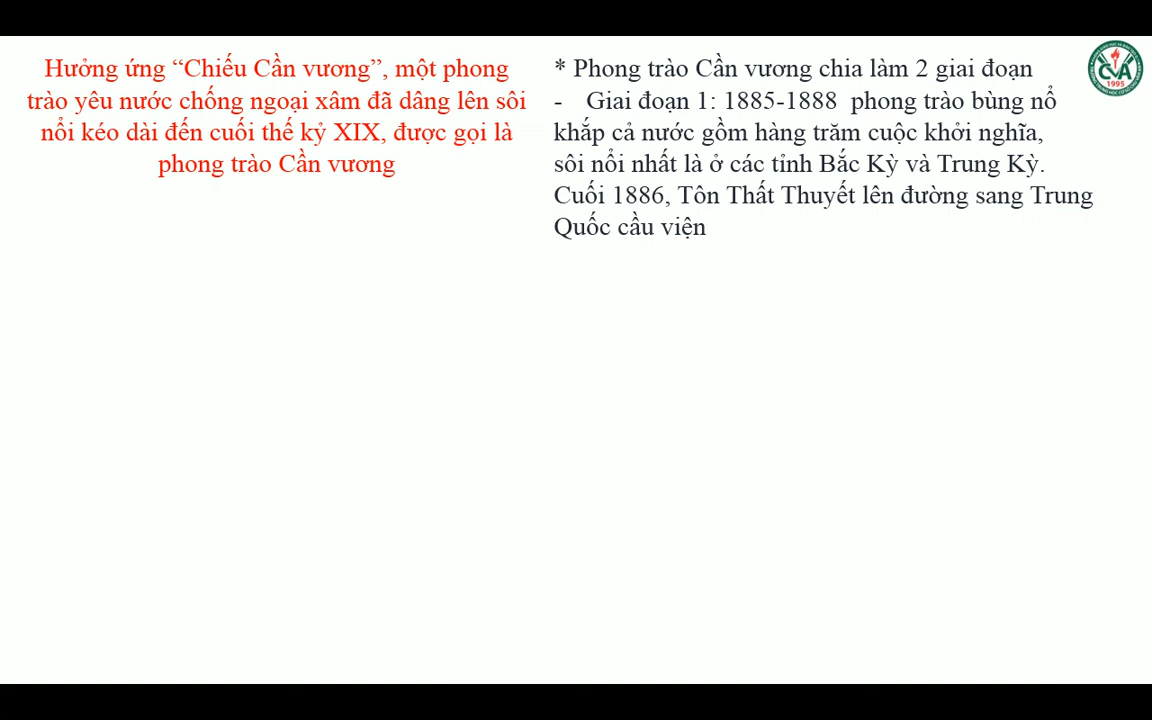 Hưởng ứng “Chiếu Cần vương”, một phong
trào yêu nước chống ngoại xâm đã dâng lên sôi
nổi kéo dài đến cuối thế kỷ XIX, được gọi là
phong trào Cần vương
* Phong trào Cần vương chia làm 2 giai đoạn
- Giai đoạn 1: 1885-1888 phong trào bùng nổ
khắp cả nước gồm hàng trăm cuộc khởi nghĩa,
sôi nổi nhất là ở các tỉnh Bắc Kỳ và Trung Kỳ.
Cuối 1886, Tôn Thất Thuyết lên đường sang Trung
Quốc cầu viện
CVA
1995